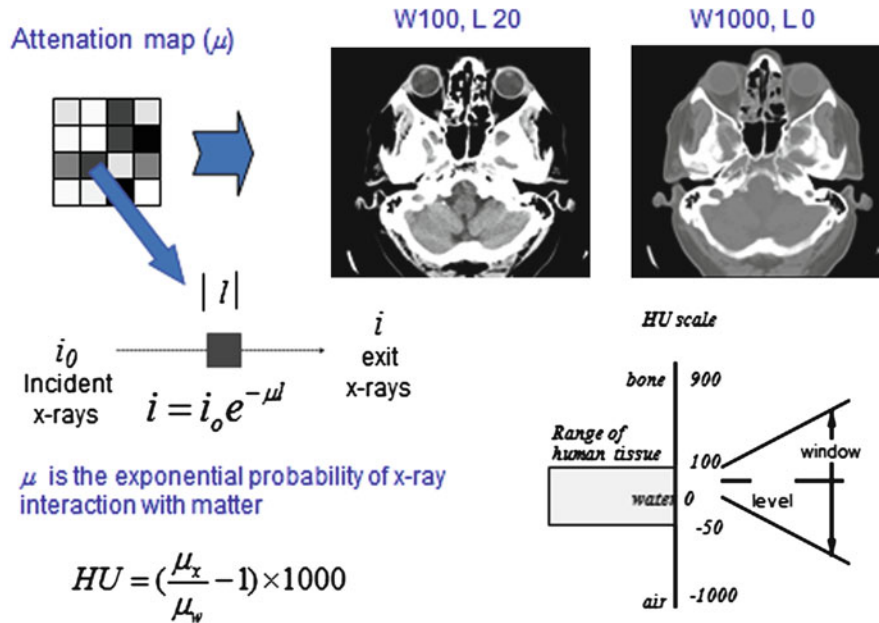 W100, L 20
W1000, L 0
Attenation map (μ)
| l |
i₀
Incident
x-rays
i
exit
x-rays
i = iₒe^{-μl}
μ is the exponential probability of x-ray
interaction with matter
HU = (μₓ/μ_w − 1) × 1000
HU scale
bone 900
Range of
human tissue
100
window
water 0
level
-50
air -1000